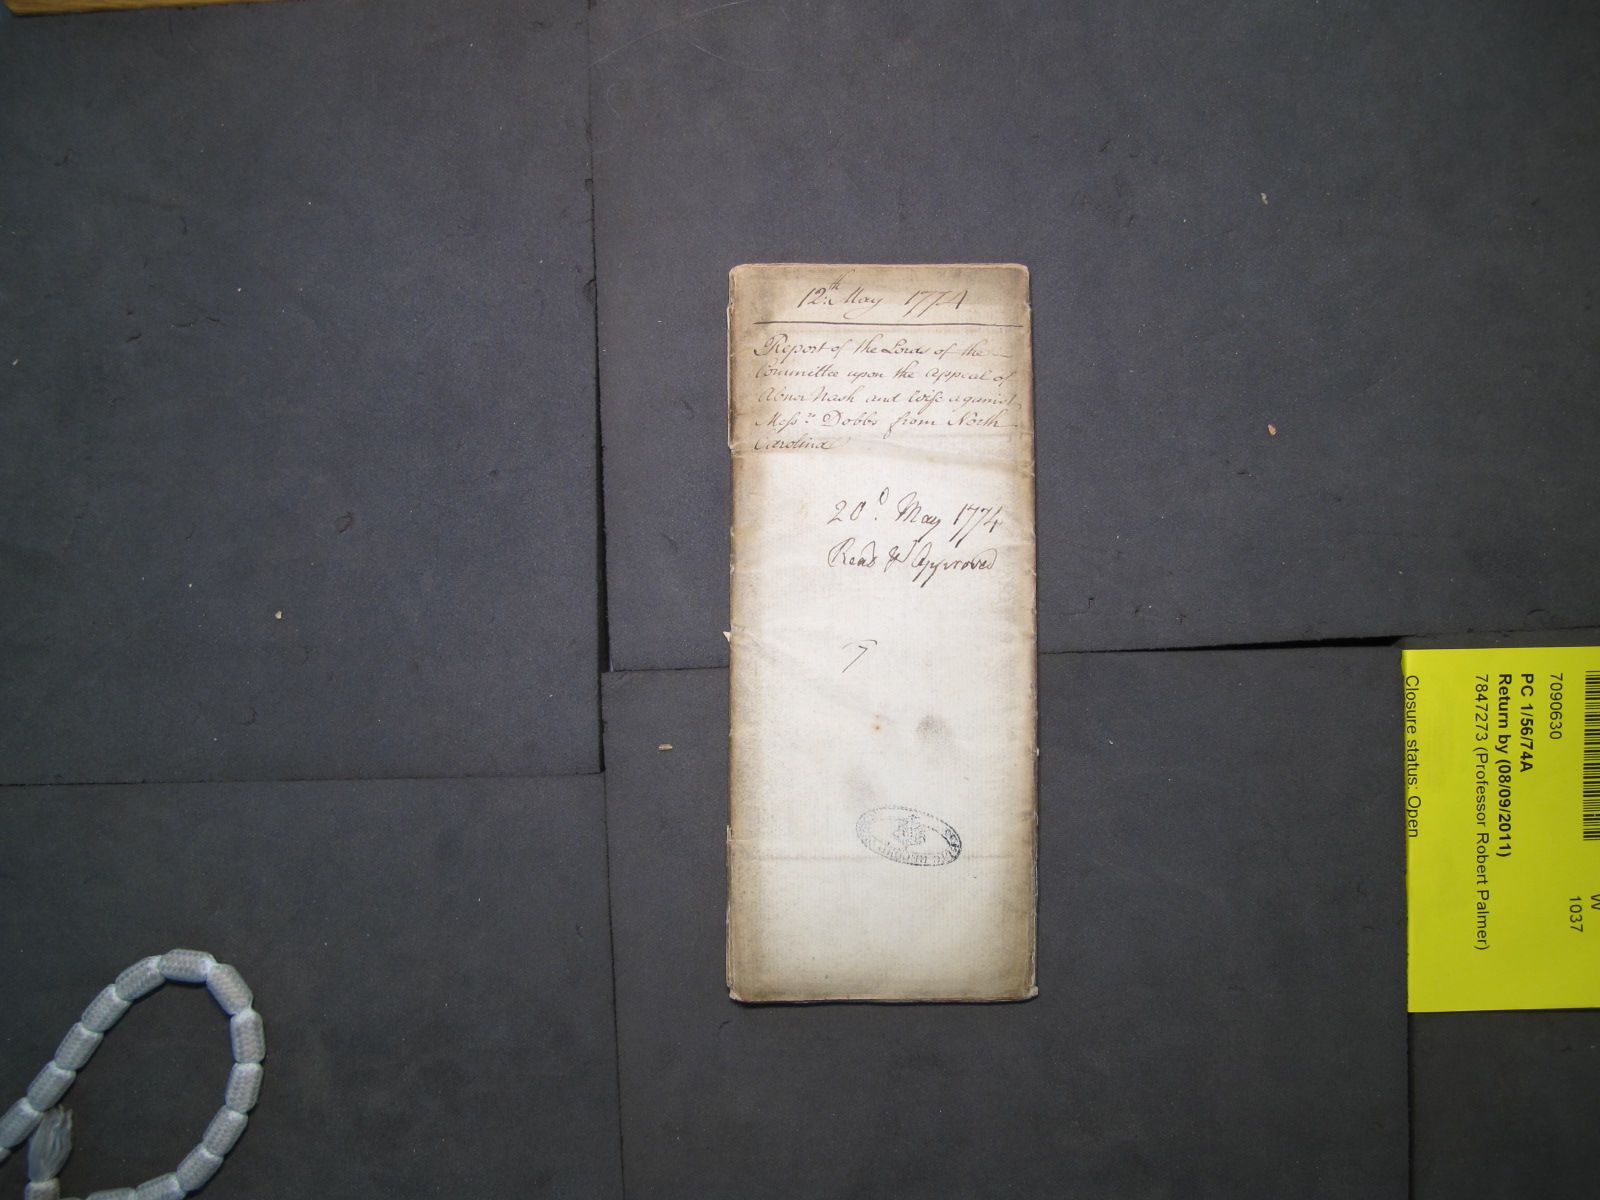 12th May 1774
Report of the Lords of the
Committee upon the Appeal of
Abner Nash and Wife against
Messrs Dobbs from North
Carolina
20d. May 1774
Read & Approved
7
7090630
PC 1/56/74A
Return by (08/09/2011)
7847273 (Professor Robert Palmer)
Closure status: Open
W
1037